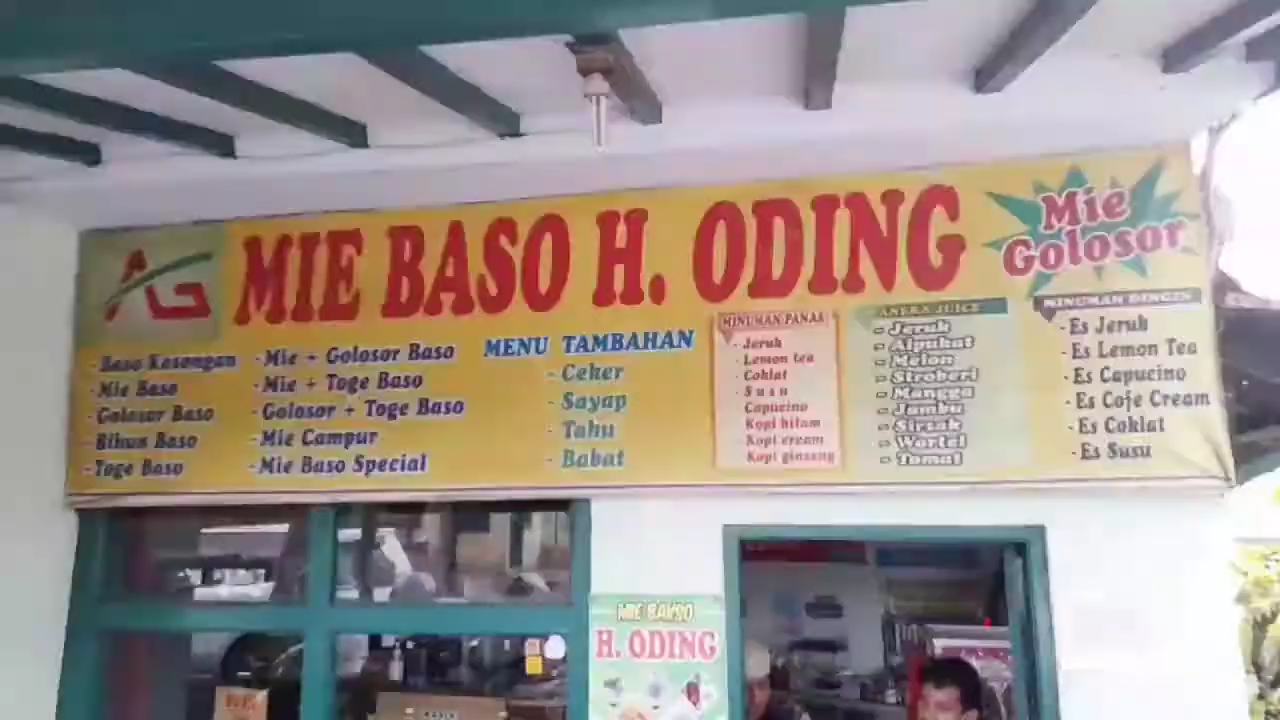 MIE BASO H. ODING
Mie
Golosor
- Baso Kosongan
- Mie Baso
- Golosor Baso
- Bihun Baso
- Toge Baso
- Mie + Golosor Baso
- Mie + Toge Baso
- Golosor + Toge Baso
- Mie Campur
- Mie Baso Special
MENU TAMBAHAN
- Ceker
- Sayap
- Tahu
- Babat
MINUMAN PANAS
- Jeruk
- Lemon tea
- Coklat
- Susu
- Capucino
- Kopi hitam
- Kopi cream
- Kopi ginseng
ANEKA JUICE
- Jeruk
- Alpukat
- Melon
- Stroberi
- Mangga
- Jambu
- Sirsak
- Wortel
- Tomat
MINUMAN DINGIN
- Es Jeruk
- Es Lemon Tea
- Es Capucino
- Es Cofe Cream
- Es Coklat
- Es Susu
MIE BAKSO
H. ODING